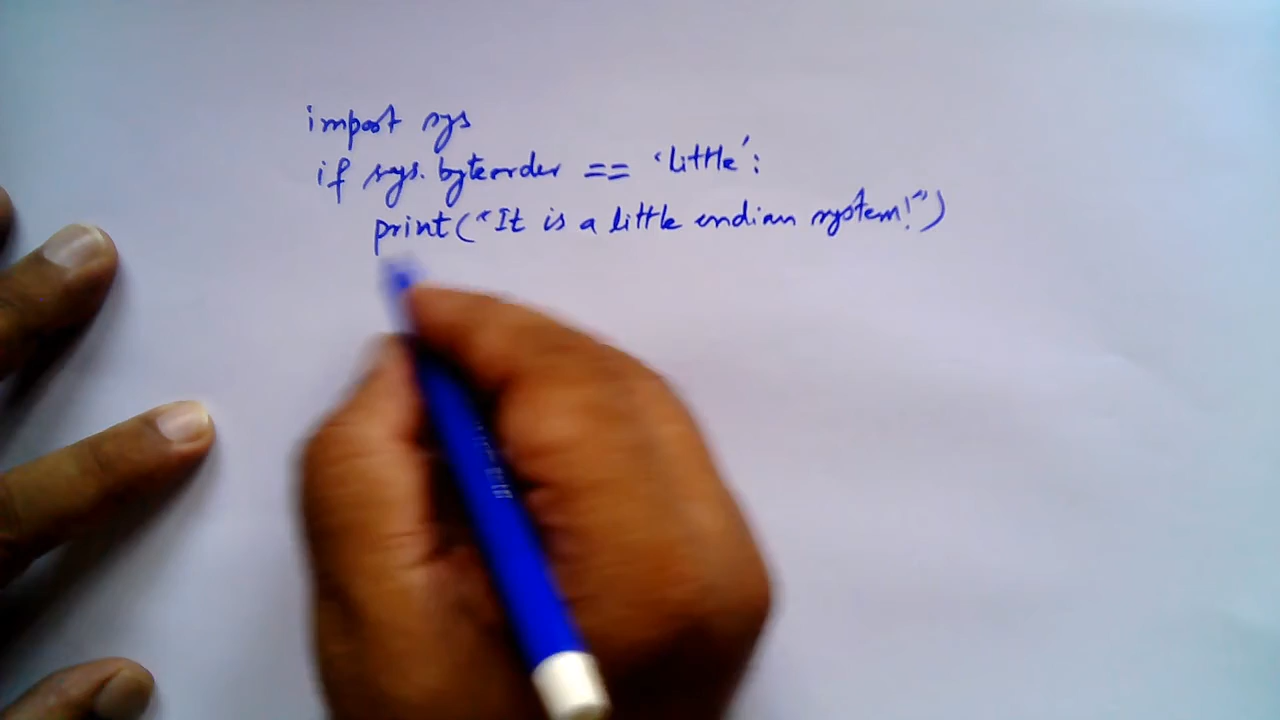 import sys
if sys.byteorder == 'little':
print("It is a little endian system!")